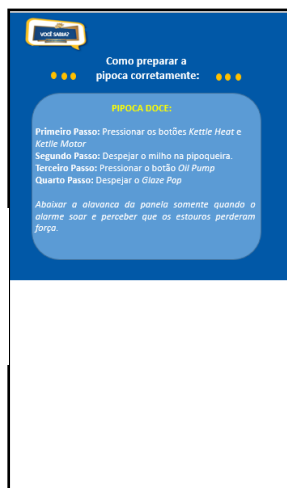 VOCÊ SABIA?
Como preparar a
pipoca corretamente:
PIPOCA DOCE:
Primeiro Passo: Pressionar os botões Kettle Heat e
Ketlle Motor
Segundo Passo: Despejar o milho na pipoqueira.
Terceiro Passo: Pressionar o botão Oil Pump
Quarto Passo: Despejar o Glaze Pop
Abaixar a alavanca da panela somente quando o
alarme soar e perceber que os estouros perderam
força.